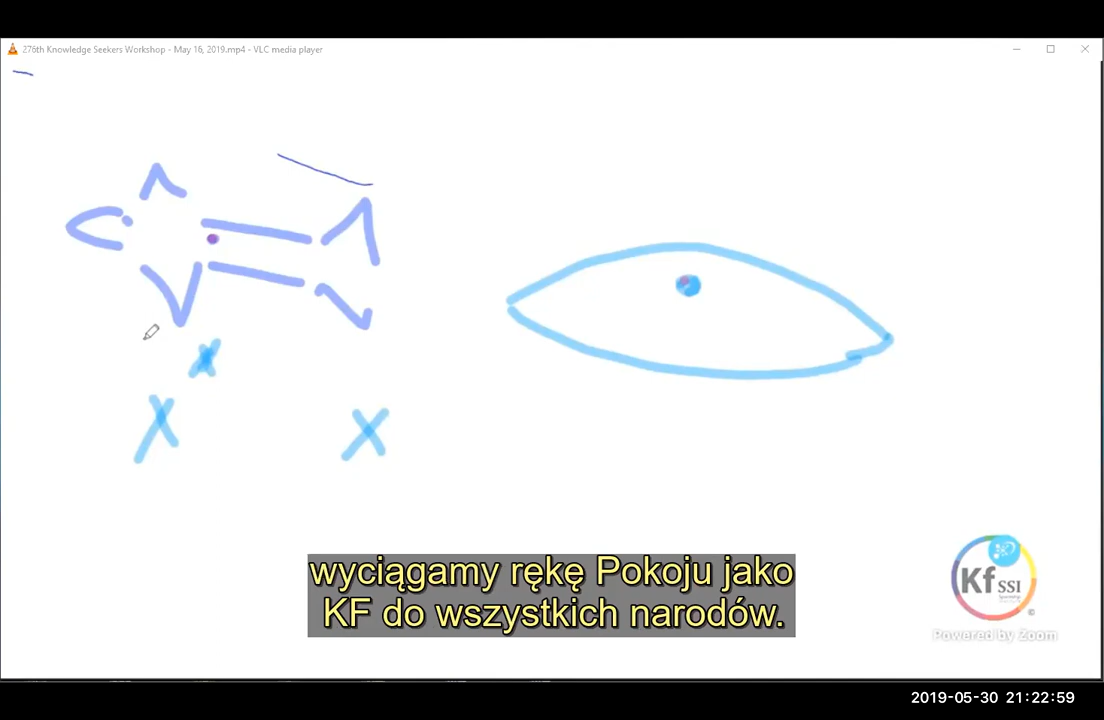 276th Knowledge Seekers Workshop - May 16, 2019.mp4 - VLC media player
X
X
X
wyciągamy rękę Pokoju jako
KF do wszystkich narodów.
Kf SSI
©
Powered by Zoom
2019-05-30 21:22:59